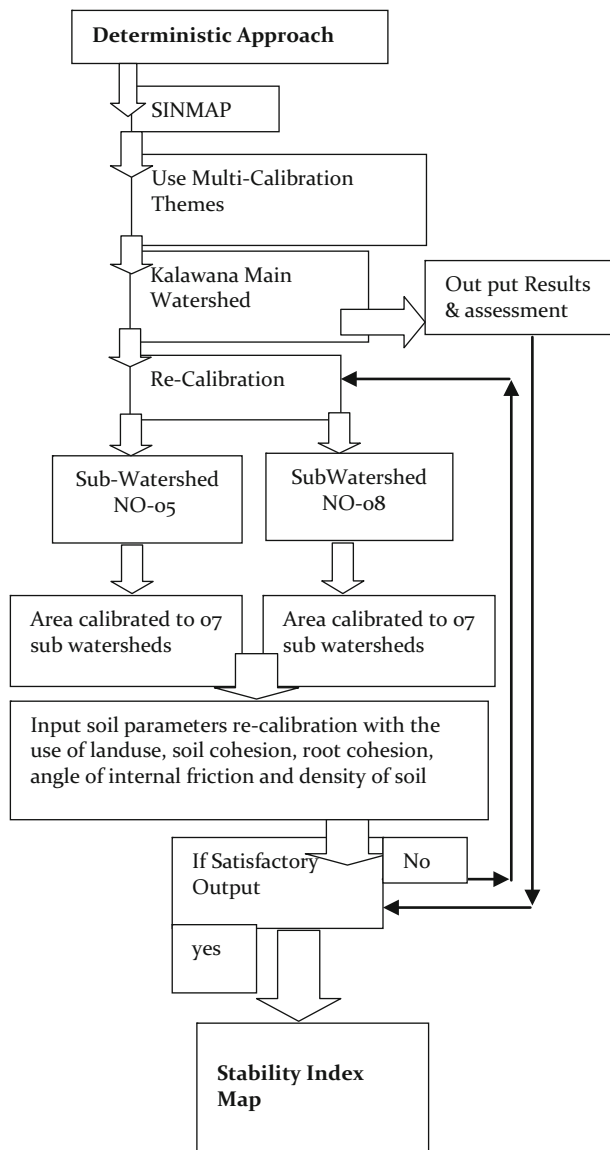 Deterministic Approach
SINMAP
Use Multi-Calibration
Themes
Kalawana Main
Watershed
Out put Results
& assessment
Re-Calibration
Sub-Watershed
NO-05
SubWatershed
NO-08
Area calibrated to 07
sub watersheds
Area calibrated to 07
sub watersheds
Input soil parameters re-calibration with the
use of landuse, soil cohesion, root cohesion,
angle of internal friction and density of soil
If Satisfactory
Output
No
yes
Stability Index
Map